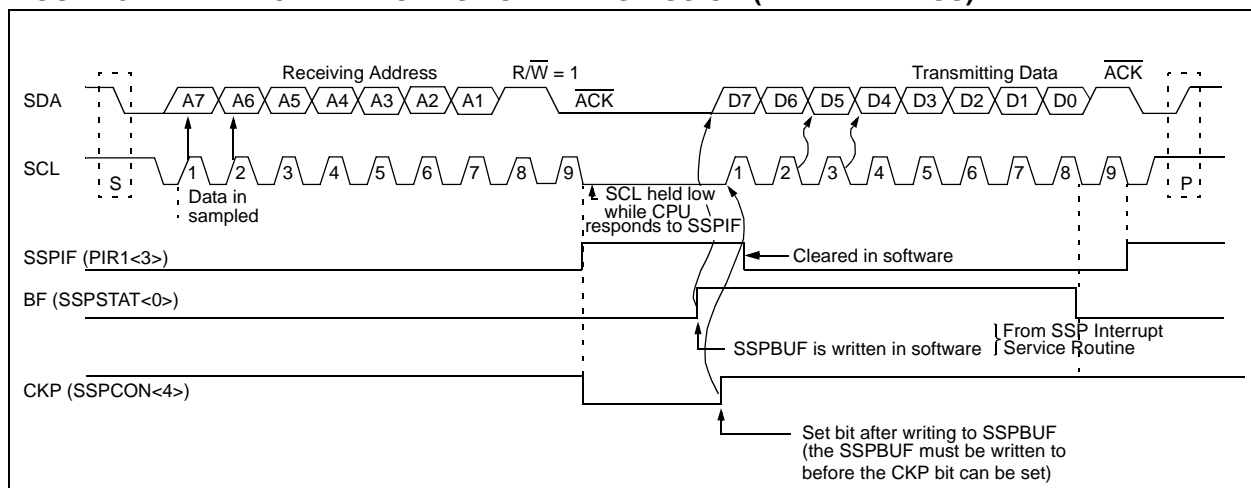 Receiving Address
R/W = 1
Transmitting Data
ACK
SDA
A7 A6 A5 A4 A3 A2 A1
ACK
D7 D6 D5 D4 D3 D2 D1 D0
SCL
S
1 2 3 4 5 6 7 8 9
1 2 3 4 5 6 7 8 9
P
Data in
sampled
SCL held low
while CPU
responds to SSPIF
SSPIF (PIR1<3>)
Cleared in software
BF (SSPSTAT<0>)
SSPBUF is written in software
From SSP Interrupt
Service Routine
CKP (SSPCON<4>)
Set bit after writing to SSPBUF
(the SSPBUF must be written to
before the CKP bit can be set)